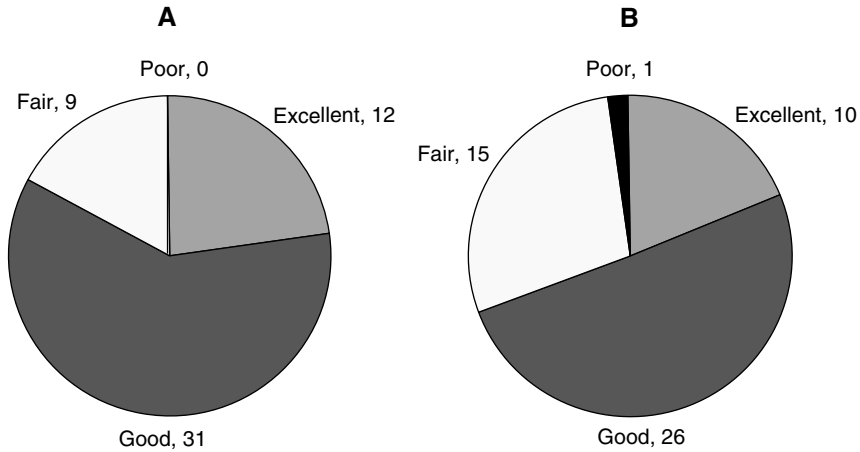 A
Poor, 0
Fair, 9
Excellent, 12
Good, 31
B
Poor, 1
Excellent, 10
Fair, 15
Good, 26